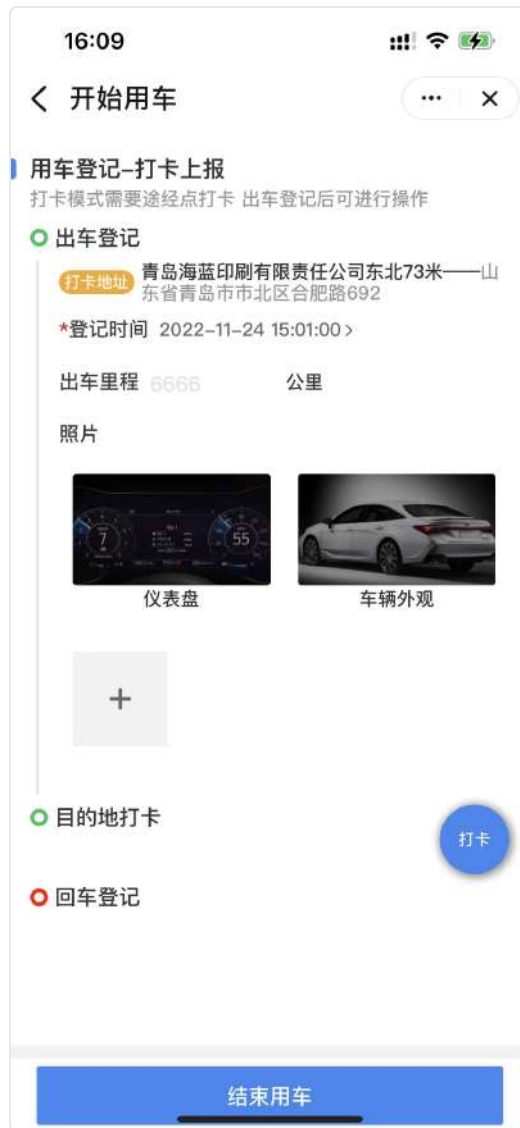 16:09
开始用车
用车登记-打卡上报
打卡模式需要途经点打卡 出车登记后可进行操作
出车登记
打卡地址 青岛海蓝印刷有限责任公司东北73米——山
东省青岛市市北区合肥路692
*登记时间 2022-11-24 15:01:00 >
出车里程 6666 公里
照片
7 55
仪表盘 车辆外观
+
目的地打卡
打卡
回车登记
结束用车